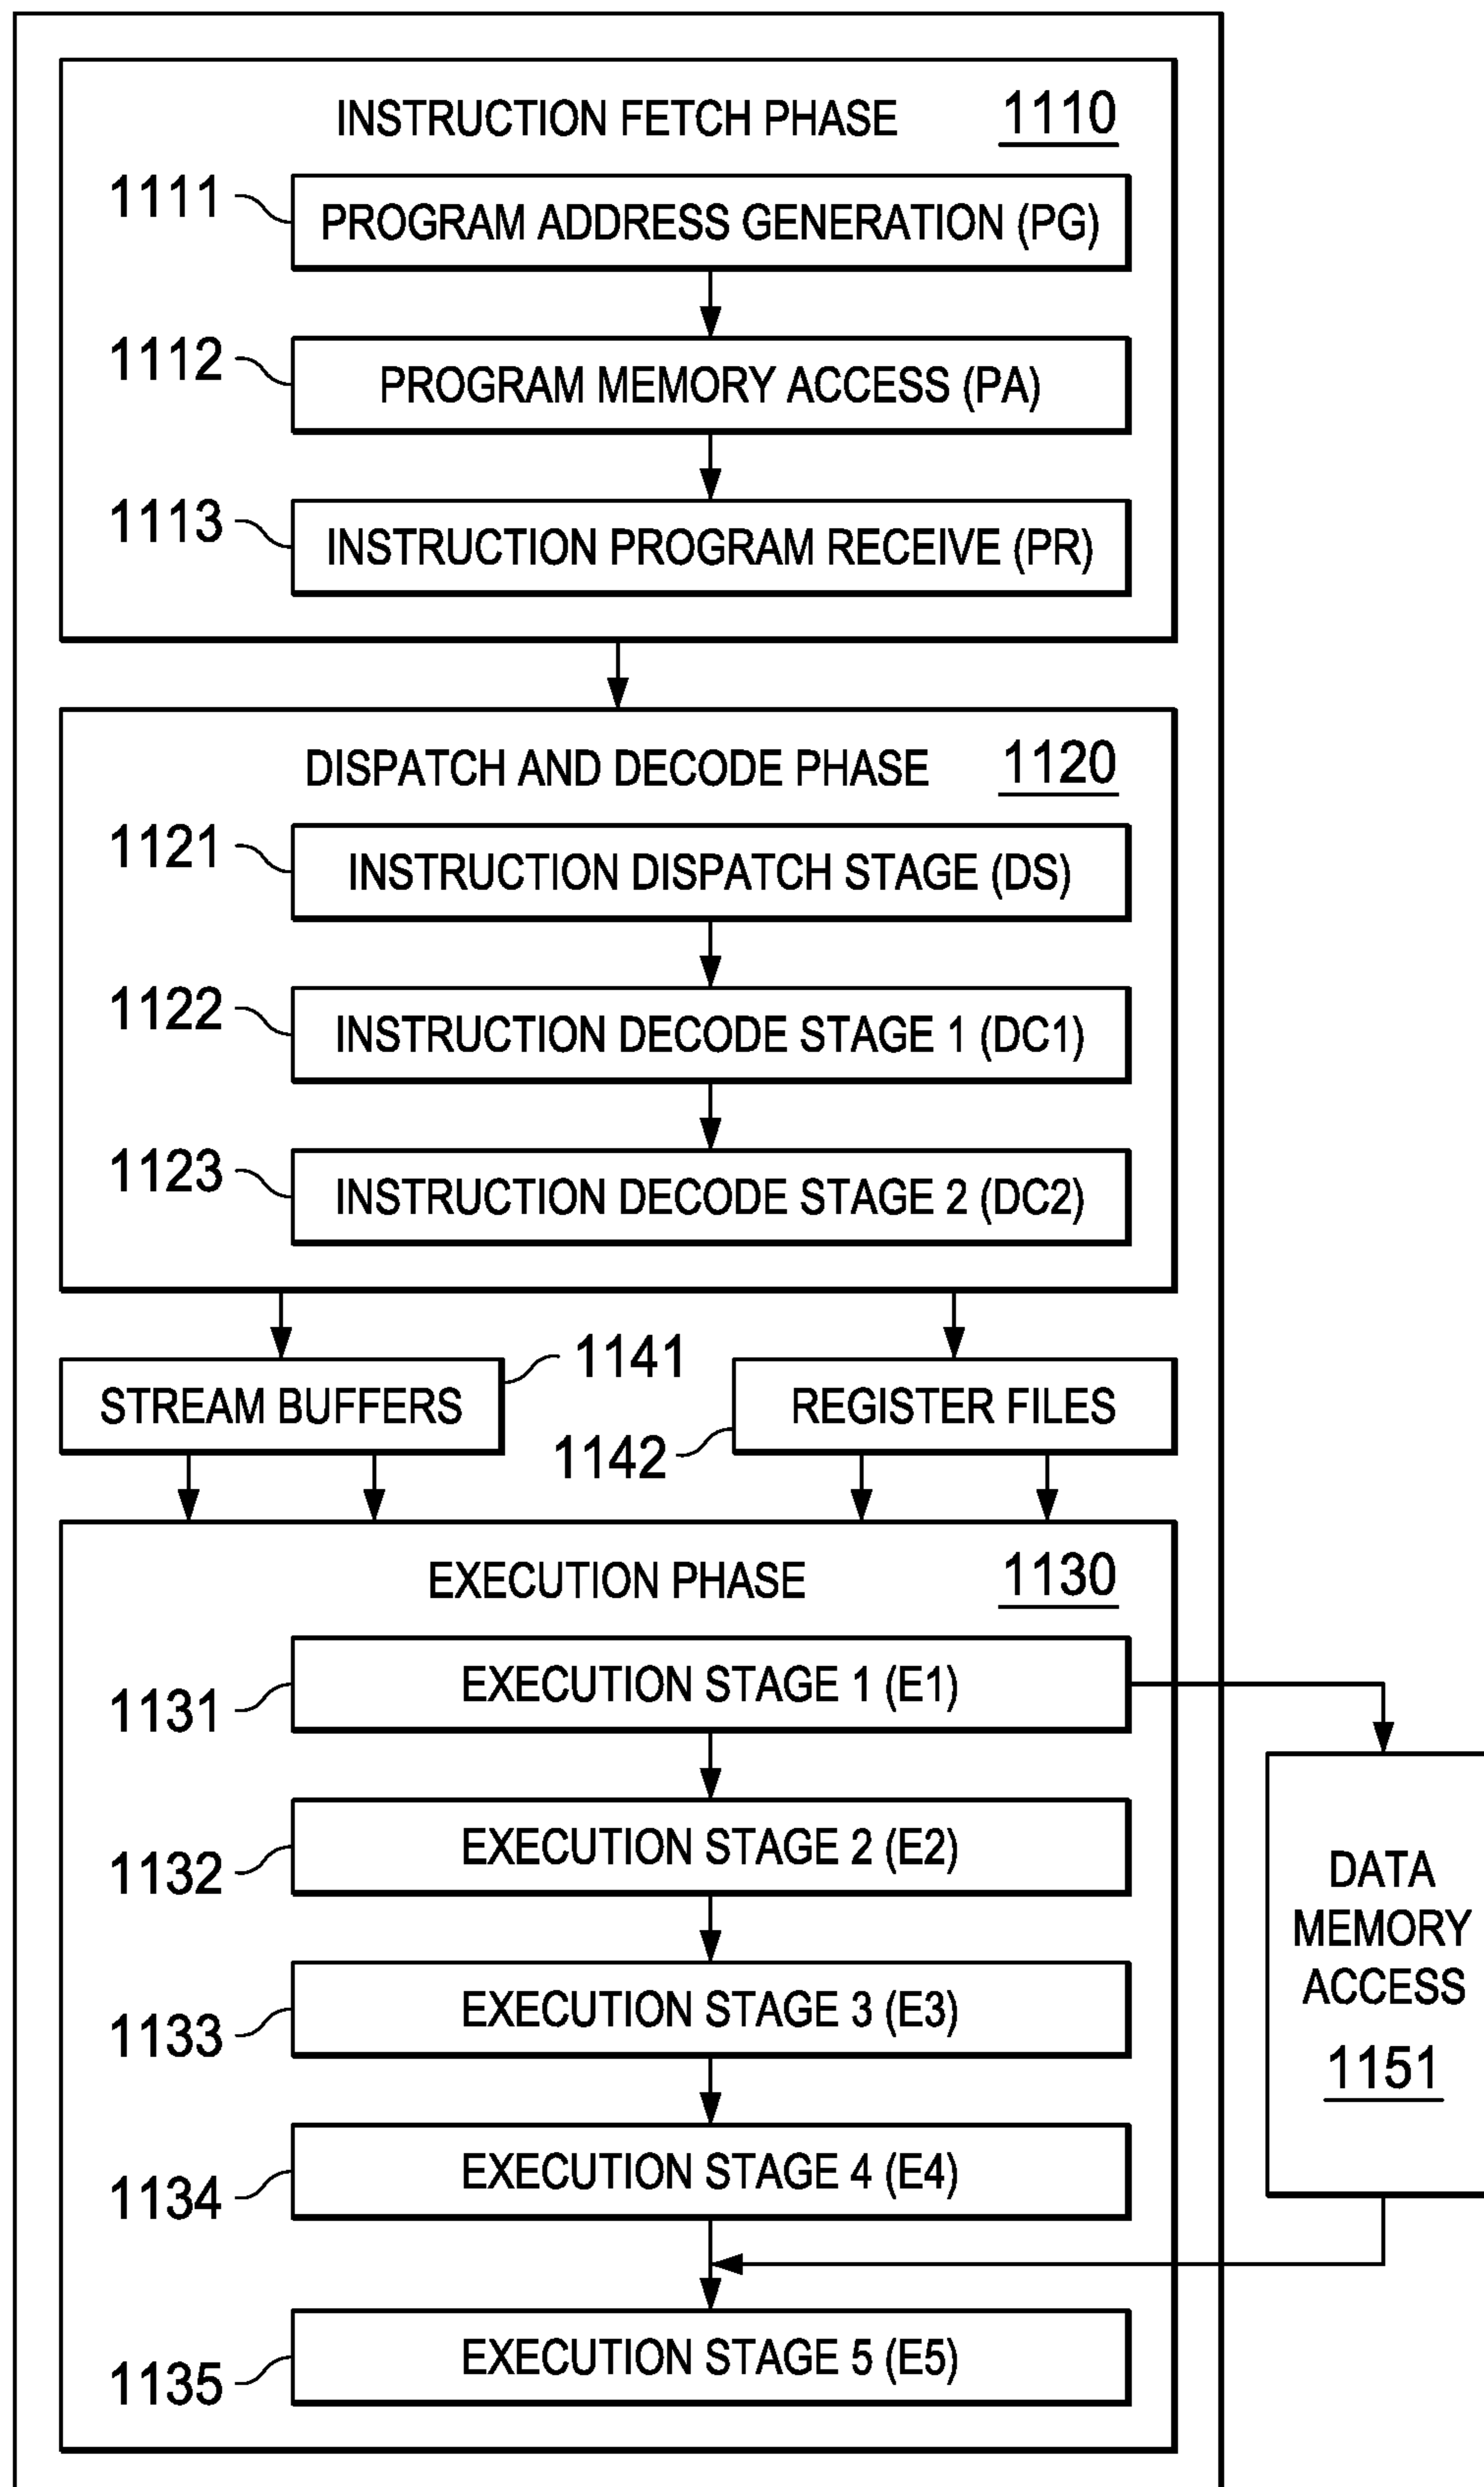 INSTRUCTION FETCH PHASE 1110
1111 PROGRAM ADDRESS GENERATION (PG)
1112 PROGRAM MEMORY ACCESS (PA)
1113 INSTRUCTION PROGRAM RECEIVE (PR)
DISPATCH AND DECODE PHASE 1120
1121 INSTRUCTION DISPATCH STAGE (DS)
1122 INSTRUCTION DECODE STAGE 1 (DC1)
1123 INSTRUCTION DECODE STAGE 2 (DC2)
STREAM BUFFERS
1141
REGISTER FILES
1142
EXECUTION PHASE 1130
1131 EXECUTION STAGE 1 (E1)
1132 EXECUTION STAGE 2 (E2)
1133 EXECUTION STAGE 3 (E3)
1134 EXECUTION STAGE 4 (E4)
1135 EXECUTION STAGE 5 (E5)
DATA
MEMORY
ACCESS
1151